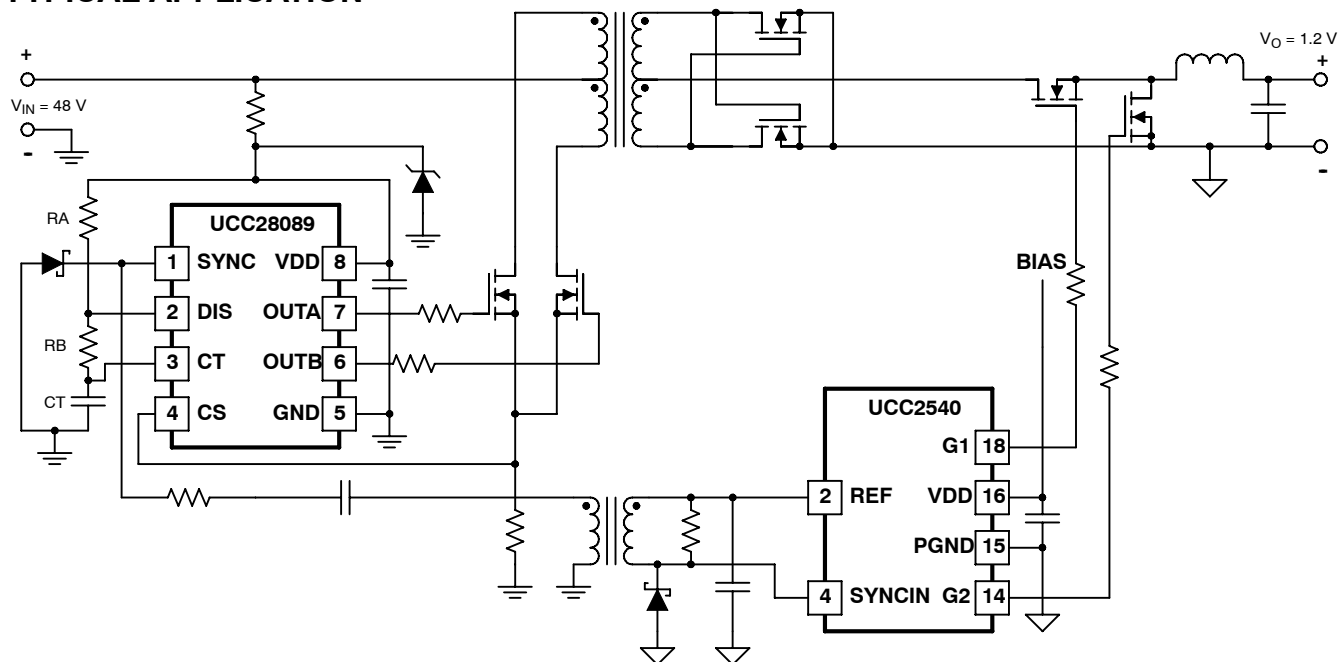 V_O = 1.2 V
+
+
V_IN = 48 V
-
-
RA
UCC28089
1 SYNC VDD 8
BIAS
2 DIS OUTA 7
RB
3 CT OUTB 6
CT
4 CS GND 5
UCC2540
G1 18
2 REF VDD 16
PGND 15
4 SYNCIN G2 14